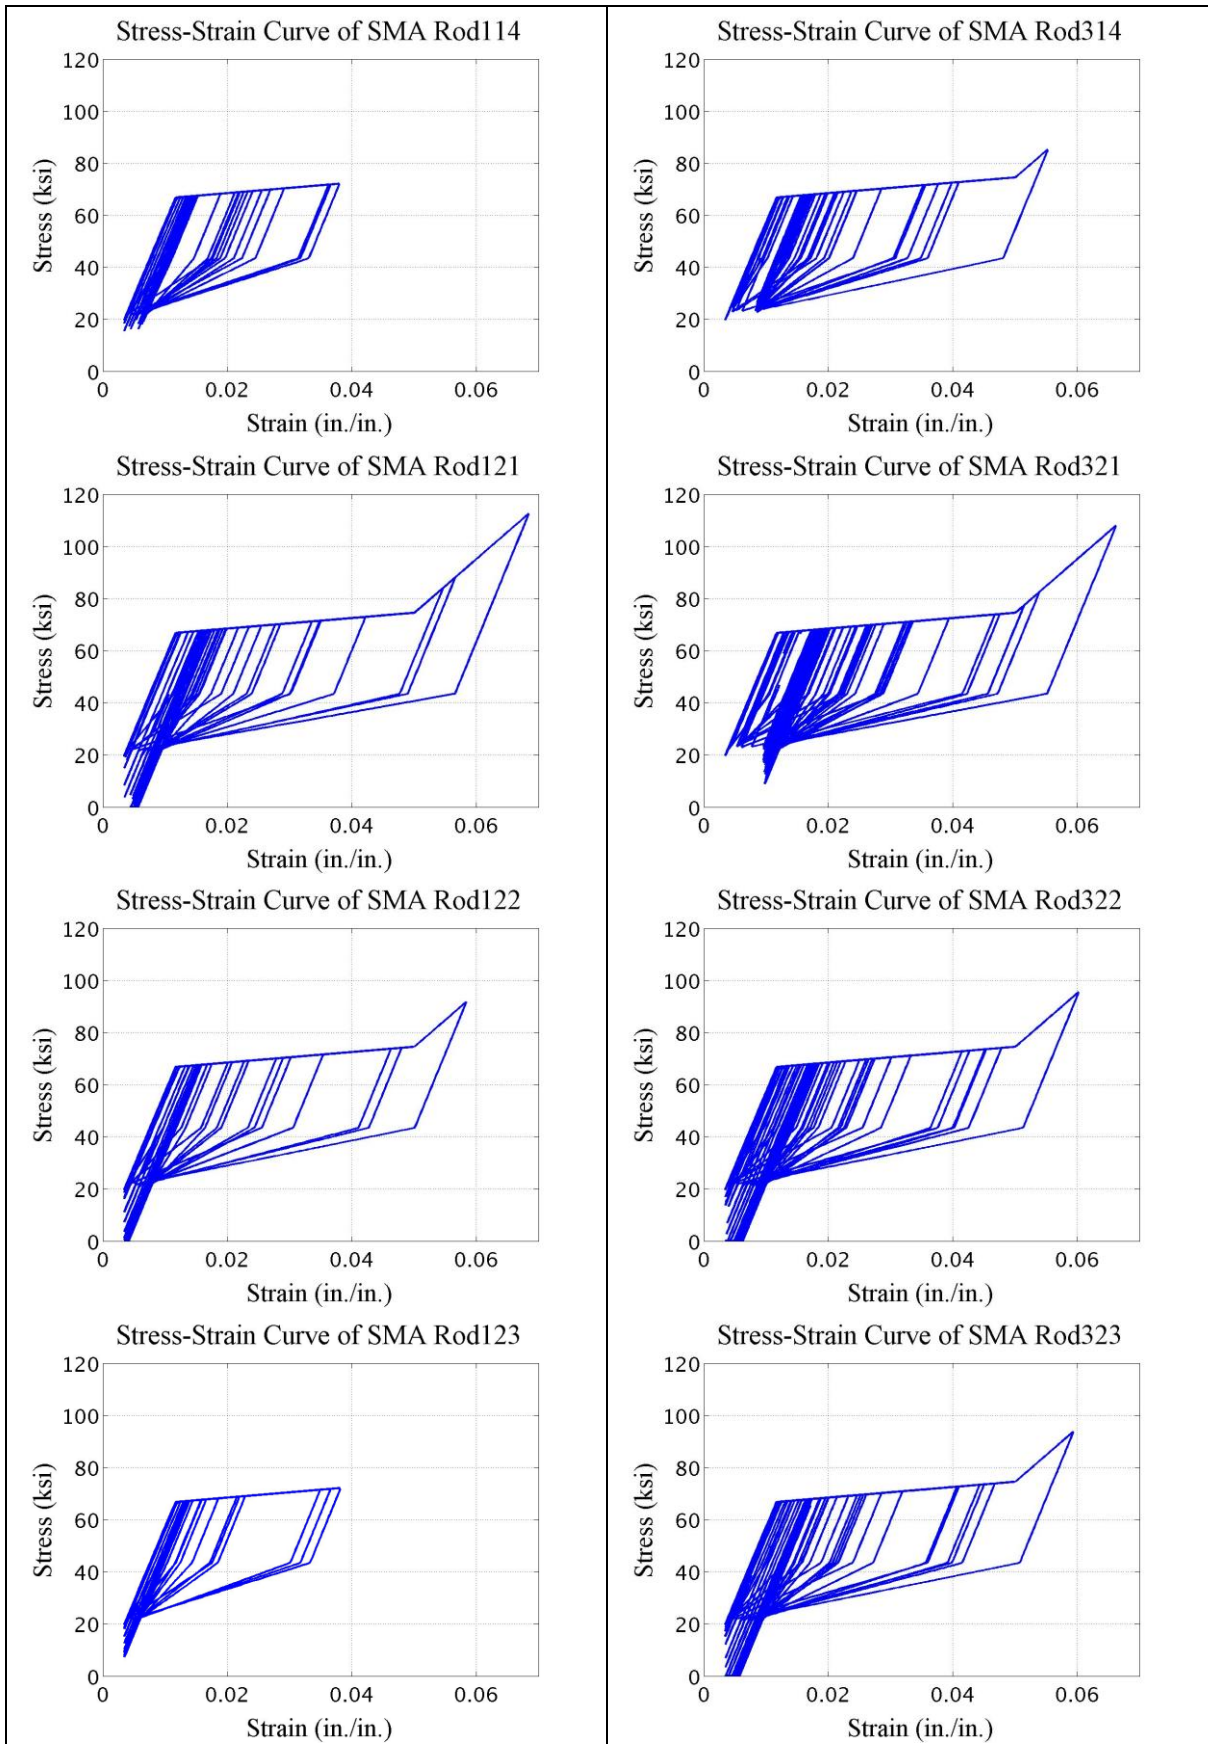 Stress-Strain Curve of SMA Rod114
120
100
80
60
40
20
0
Stress (ksi)
0 0.02 0.04 0.06
Strain (in./in.)
Stress-Strain Curve of SMA Rod314
120
100
80
60
40
20
0
Stress (ksi)
0 0.02 0.04 0.06
Strain (in./in.)
Stress-Strain Curve of SMA Rod121
120
100
80
60
40
20
0
Stress (ksi)
0 0.02 0.04 0.06
Strain (in./in.)
Stress-Strain Curve of SMA Rod321
120
100
80
60
40
20
0
Stress (ksi)
0 0.02 0.04 0.06
Strain (in./in.)
Stress-Strain Curve of SMA Rod122
120
100
80
60
40
20
0
Stress (ksi)
0 0.02 0.04 0.06
Strain (in./in.)
Stress-Strain Curve of SMA Rod322
120
100
80
60
40
20
0
Stress (ksi)
0 0.02 0.04 0.06
Strain (in./in.)
Stress-Strain Curve of SMA Rod123
120
100
80
60
40
20
0
Stress (ksi)
0 0.02 0.04 0.06
Strain (in./in.)
Stress-Strain Curve of SMA Rod323
120
100
80
60
40
20
0
Stress (ksi)
0 0.02 0.04 0.06
Strain (in./in.)